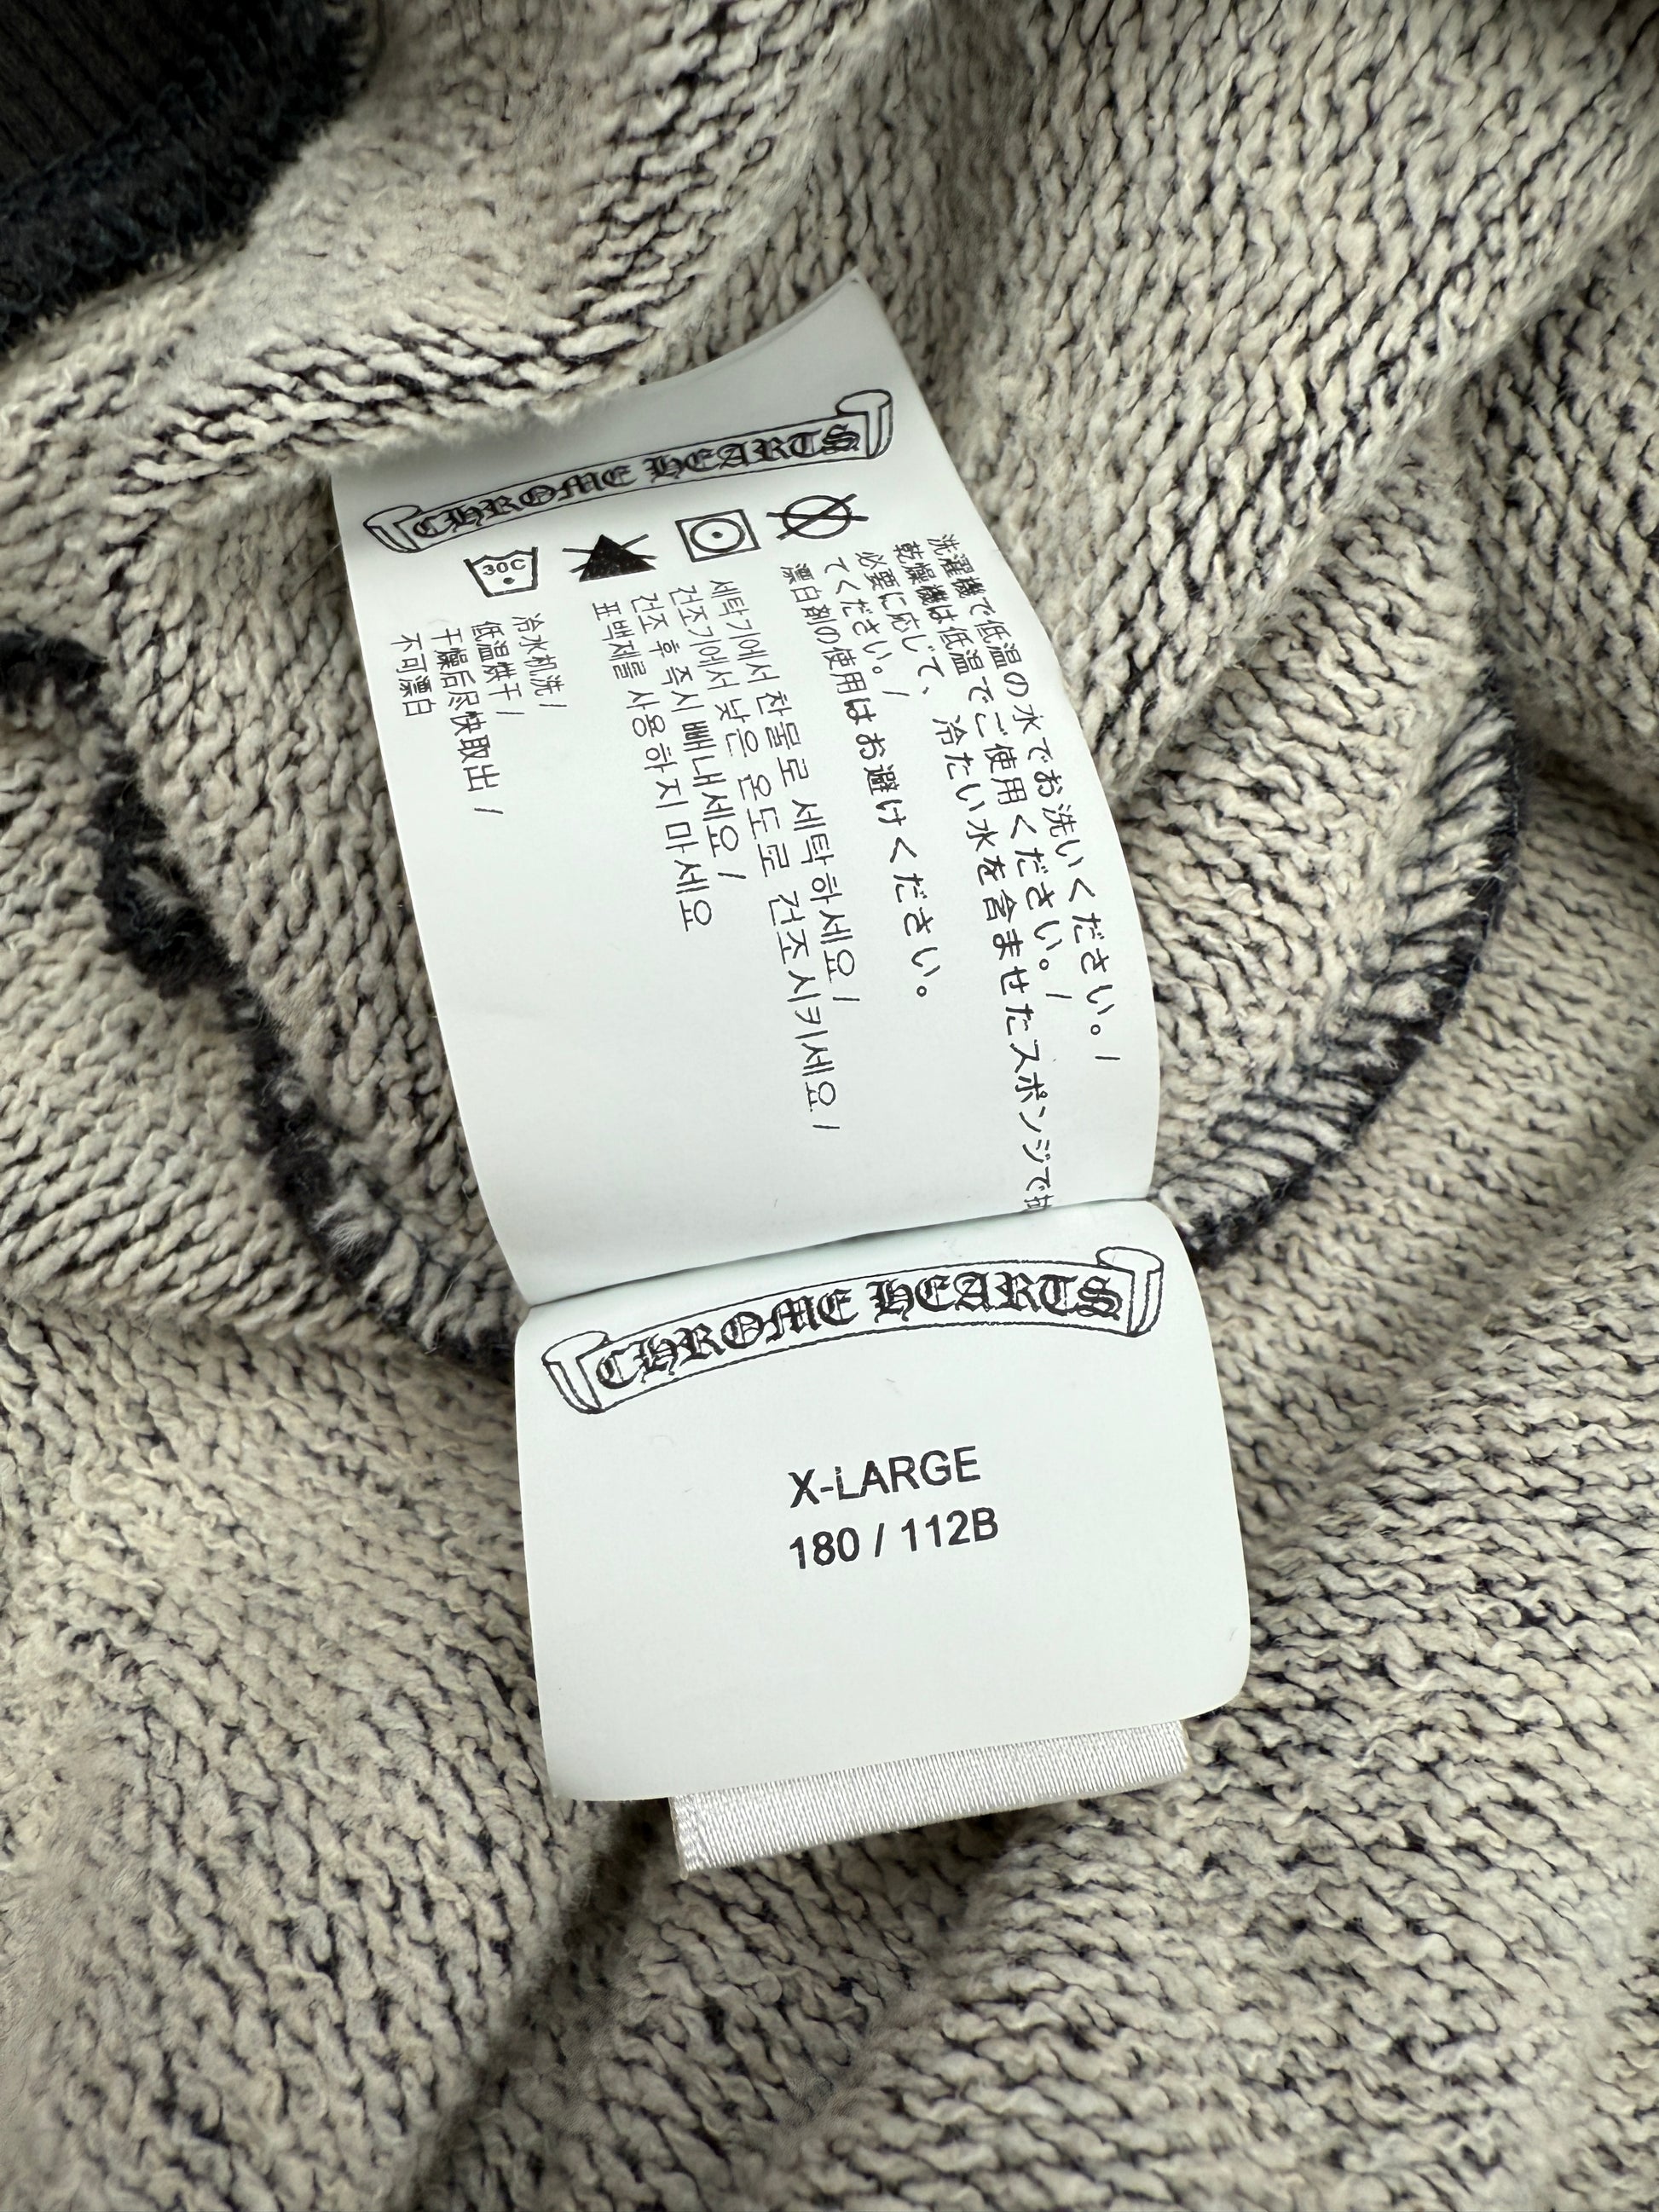 CHROME HEARTS
30C
洗濯機で低温の水でお洗いください。/
乾燥機は低温でご使用ください。/
必要に応じて、冷たい水を含ませたスポンジで
てください。/
漂白剤の使用はお避けください。
세탁기에서 찬물로 세탁하세요/
건조기에서 낮은 온도로 건조시키세요/
건조 후 즉시 빼내세요/
표백제를 사용하지 마세요
冷水机洗/
低温烘干/
干燥后尽快取出/
不可漂白
CHROME HEARTS
X-LARGE
180 / 112B